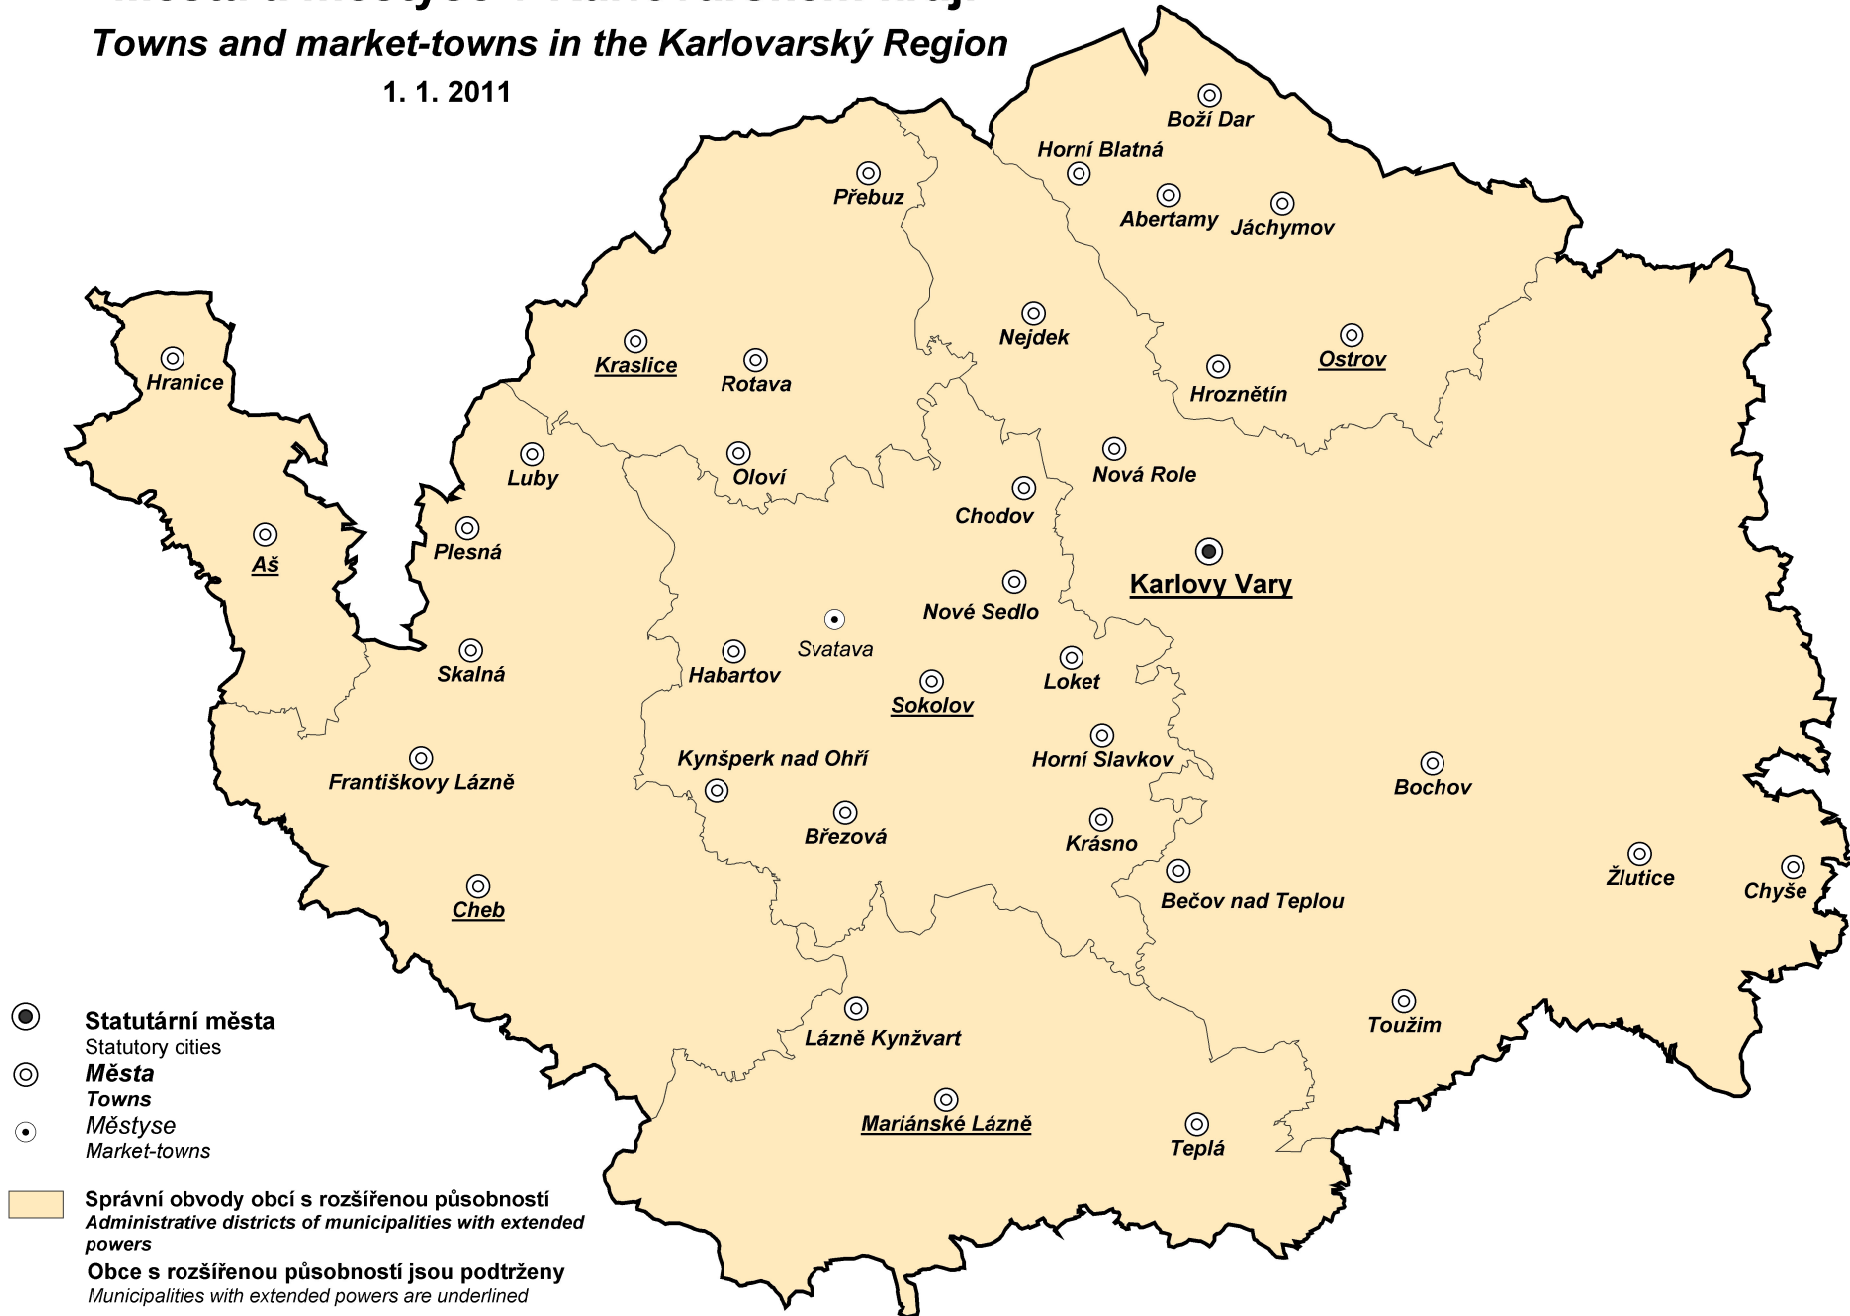 Towns and market-towns in the Karlovarský Region
1. 1. 2011
Boží Dar
Horní Blatná
Přebuz
Abertamy
Jáchymov
Nejdek
Kraslice
Ostrov
Hranice
Rotava
Hroznětín
Luby
Oloví
Nová Role
Chodov
Plesná
Aš
Karlovy Vary
Nové Sedlo
Svatava
Skalná
Habartov
Loket
Sokolov
Kynšperk nad Ohří
Horní Slavkov
Františkovy Lázně
Bochov
Březová
Krásno
Žlutice
Chyše
Bečov nad Teplou
Cheb
Toužim
Lázně Kynžvart
Mariánské Lázně
Teplá
Statutární města
Statutory cities
Města
Towns
Městyse
Market-towns
Správní obvody obcí s rozšířenou působností
Administrative districts of municipalities with extended
powers
Obce s rozšířenou působností jsou podtrženy
Municipalities with extended powers are underlined